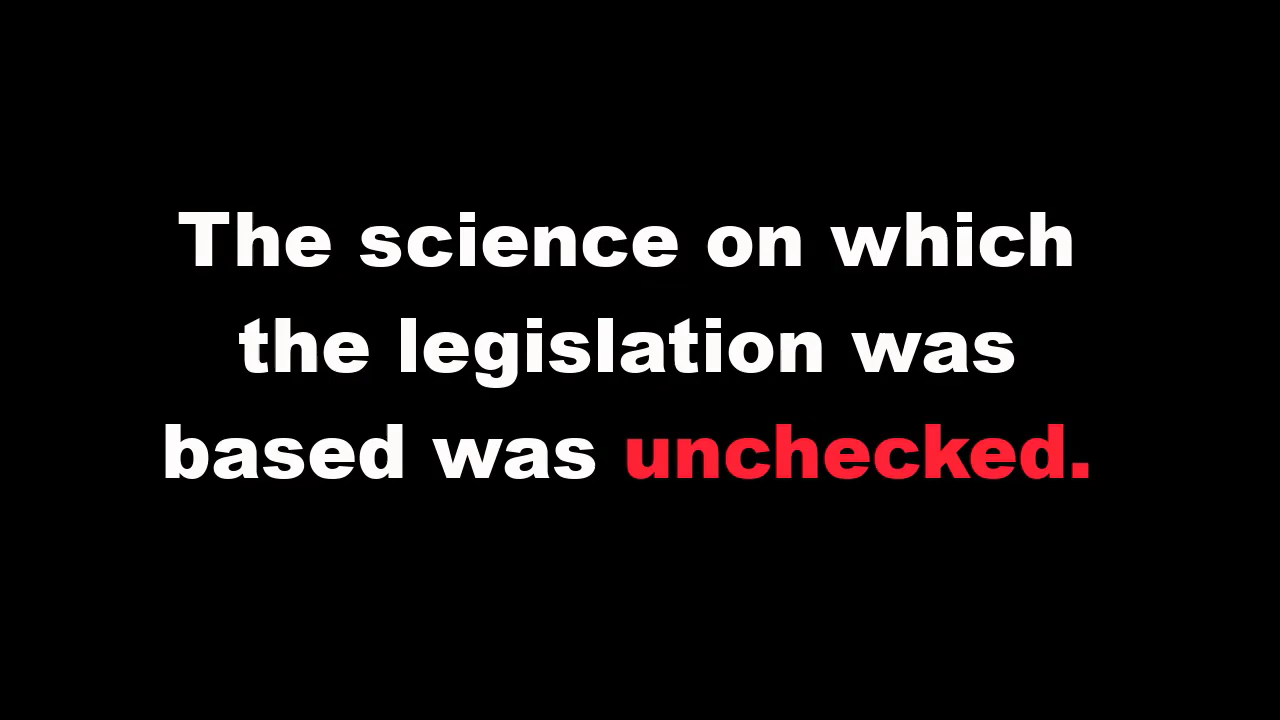 The science on which
the legislation was
based was unchecked.